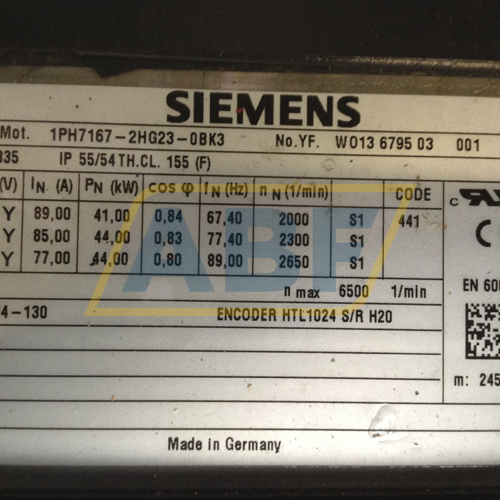 SIEMENS
Mot. 1PH7167-2HG23-0BK3 No.YF. WO13 6795 03 001
335 IP 55/54 TH.CL. 155 (F)
(V) IN (A) PN (kW) cos φ fN (Hz) nN (1/min) CODE
Y 89,00 41,00 0,84 67,40 2000 S1 441
Y 85,00 44,00 0,83 77,40 2300 S1
Y 77,00 44,00 0,80 89,00 2650 S1
n max 6500 1/min
4-130 ENCODER HTL1024 S/R H20
EN 600
m: 245
Made in Germany
ABF